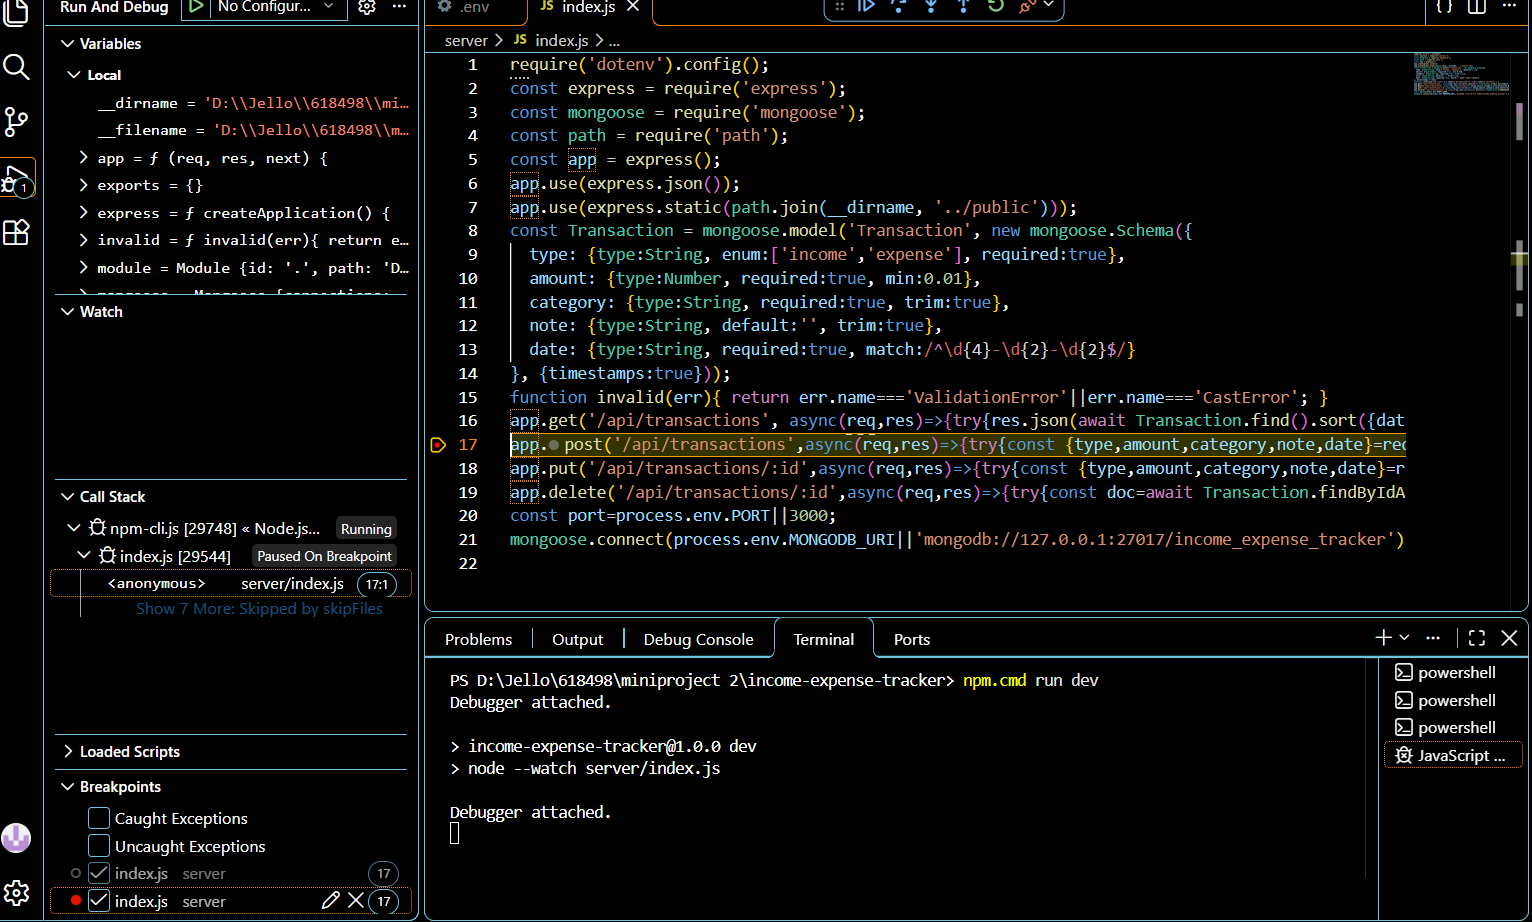 Run And Debug
No Configur...
Variables
Local
__dirname = 'D:\\Jello\\618498\\mi...
__filename = 'D:\\Jello\\618498\\m...
app = ƒ (req, res, next) {
exports = {}
express = ƒ createApplication() {
invalid = ƒ invalid(err){ return e...
module = Module {id: '.', path: 'D...
Watch
Call Stack
npm-cli.js [29748] « Node.js... Running
index.js [29544] Paused On Breakpoint
<anonymous> server/index.js 17:1
Show 7 More: Skipped by skipFiles
Loaded Scripts
Breakpoints
Caught Exceptions
Uncaught Exceptions
index.js server 17
index.js server 17
1
.env
JS index.js
server > JS index.js > ...
1 require('dotenv').config();
2 const express = require('express');
3 const mongoose = require('mongoose');
4 const path = require('path');
5 const app = express();
6 app.use(express.json());
7 app.use(express.static(path.join(__dirname, '../public')));
8 const Transaction = mongoose.model('Transaction', new mongoose.Schema({
9 type: {type:String, enum:['income','expense'], required:true},
10 amount: {type:Number, required:true, min:0.01},
11 category: {type:String, required:true, trim:true},
12 note: {type:String, default:'', trim:true},
13 date: {type:String, required:true, match:/^\d{4}-\d{2}-\d{2}$/}
14 }, {timestamps:true}));
15 function invalid(err){ return err.name==='ValidationError'||err.name==='CastError'; }
16 app.get('/api/transactions', async(req,res)=>{try{res.json(await Transaction.find().sort({dat
17 app.post('/api/transactions',async(req,res)=>{try{const {type,amount,category,note,date}=rec
18 app.put('/api/transactions/:id',async(req,res)=>{try{const {type,amount,category,note,date}=r
19 app.delete('/api/transactions/:id',async(req,res)=>{try{const doc=await Transaction.findByIdA
20 const port=process.env.PORT||3000;
21 mongoose.connect(process.env.MONGODB_URI||'mongodb://127.0.0.1:27017/income_expense_tracker')
22
Problems
Output
Debug Console
Terminal
Ports
PS D:\Jello\618498\miniproject 2\income-expense-tracker> npm.cmd run dev
Debugger attached.
> income-expense-tracker@1.0.0 dev
> node --watch server/index.js
Debugger attached.
powershell
powershell
powershell
JavaScript ...